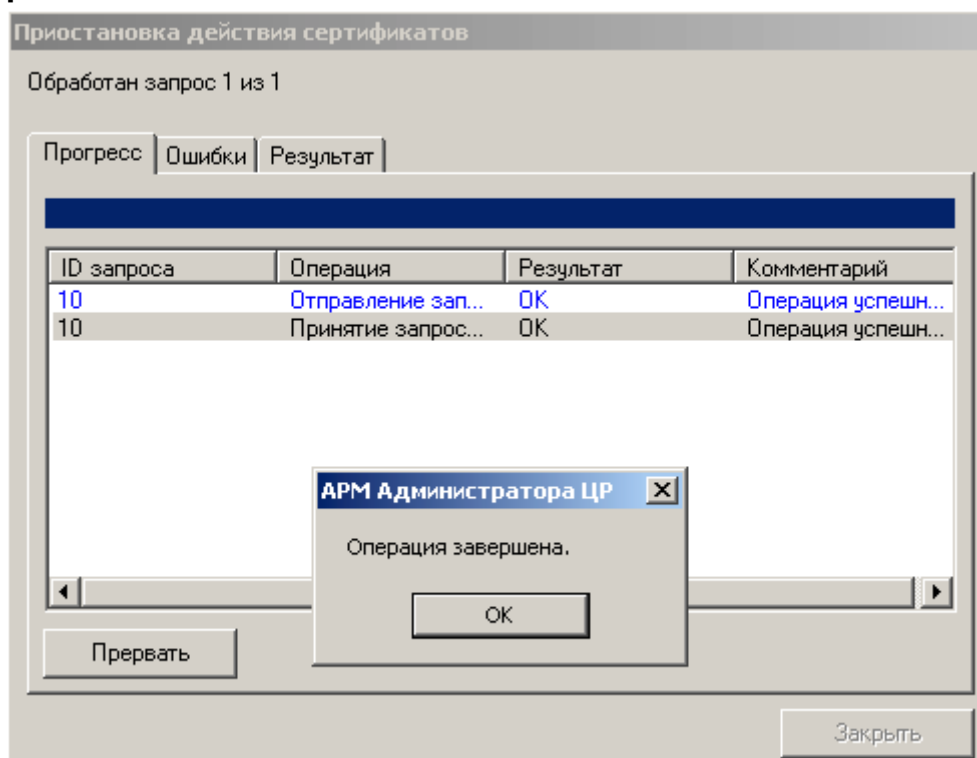 Приостановка действия сертификатов
Обработан запрос 1 из 1
Прогресс Ошибки Результат
ID запроса Операция Результат Комментарий
10 Отправление зап... OK Операция успешн...
10 Принятие запрос... OK Операция успешн...
АРМ Администратора ЦР
Операция завершена.
OK
Прервать
Закрыть